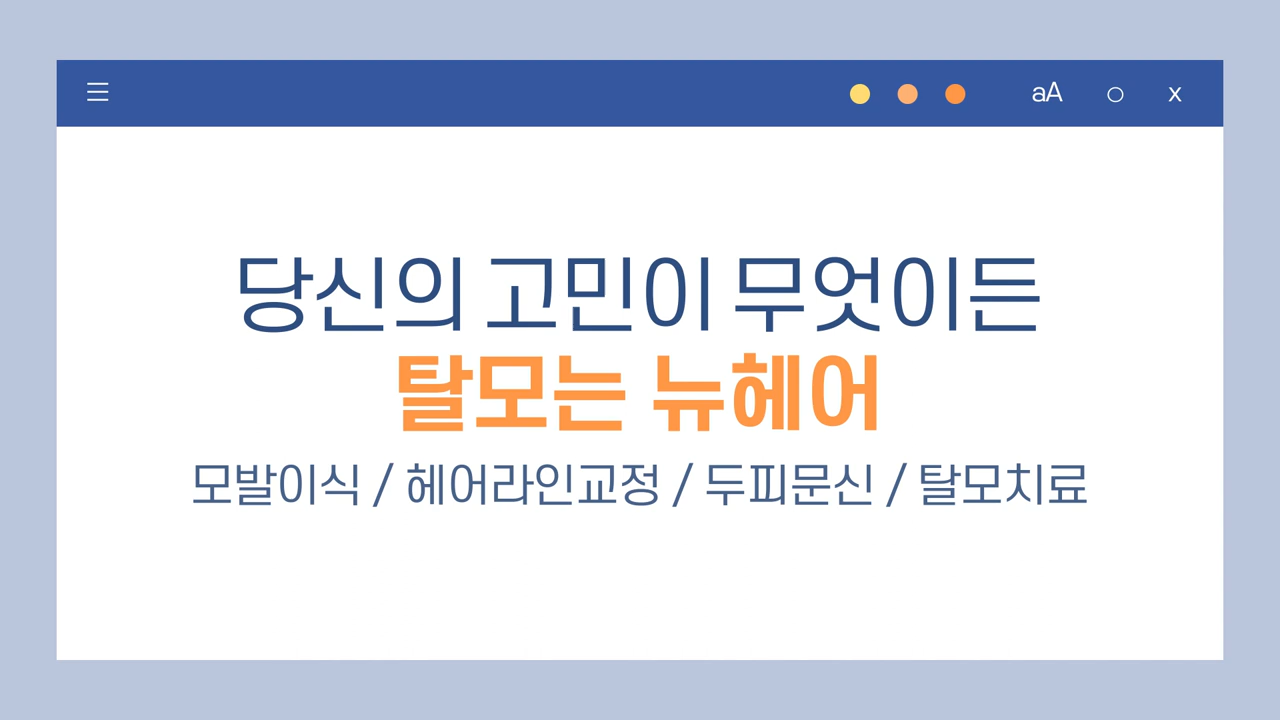 aA ○ x
당신의 고민이 무엇이든
탈모는 뉴헤어
모발이식 / 헤어라인교정 / 두피문신 / 탈모치료